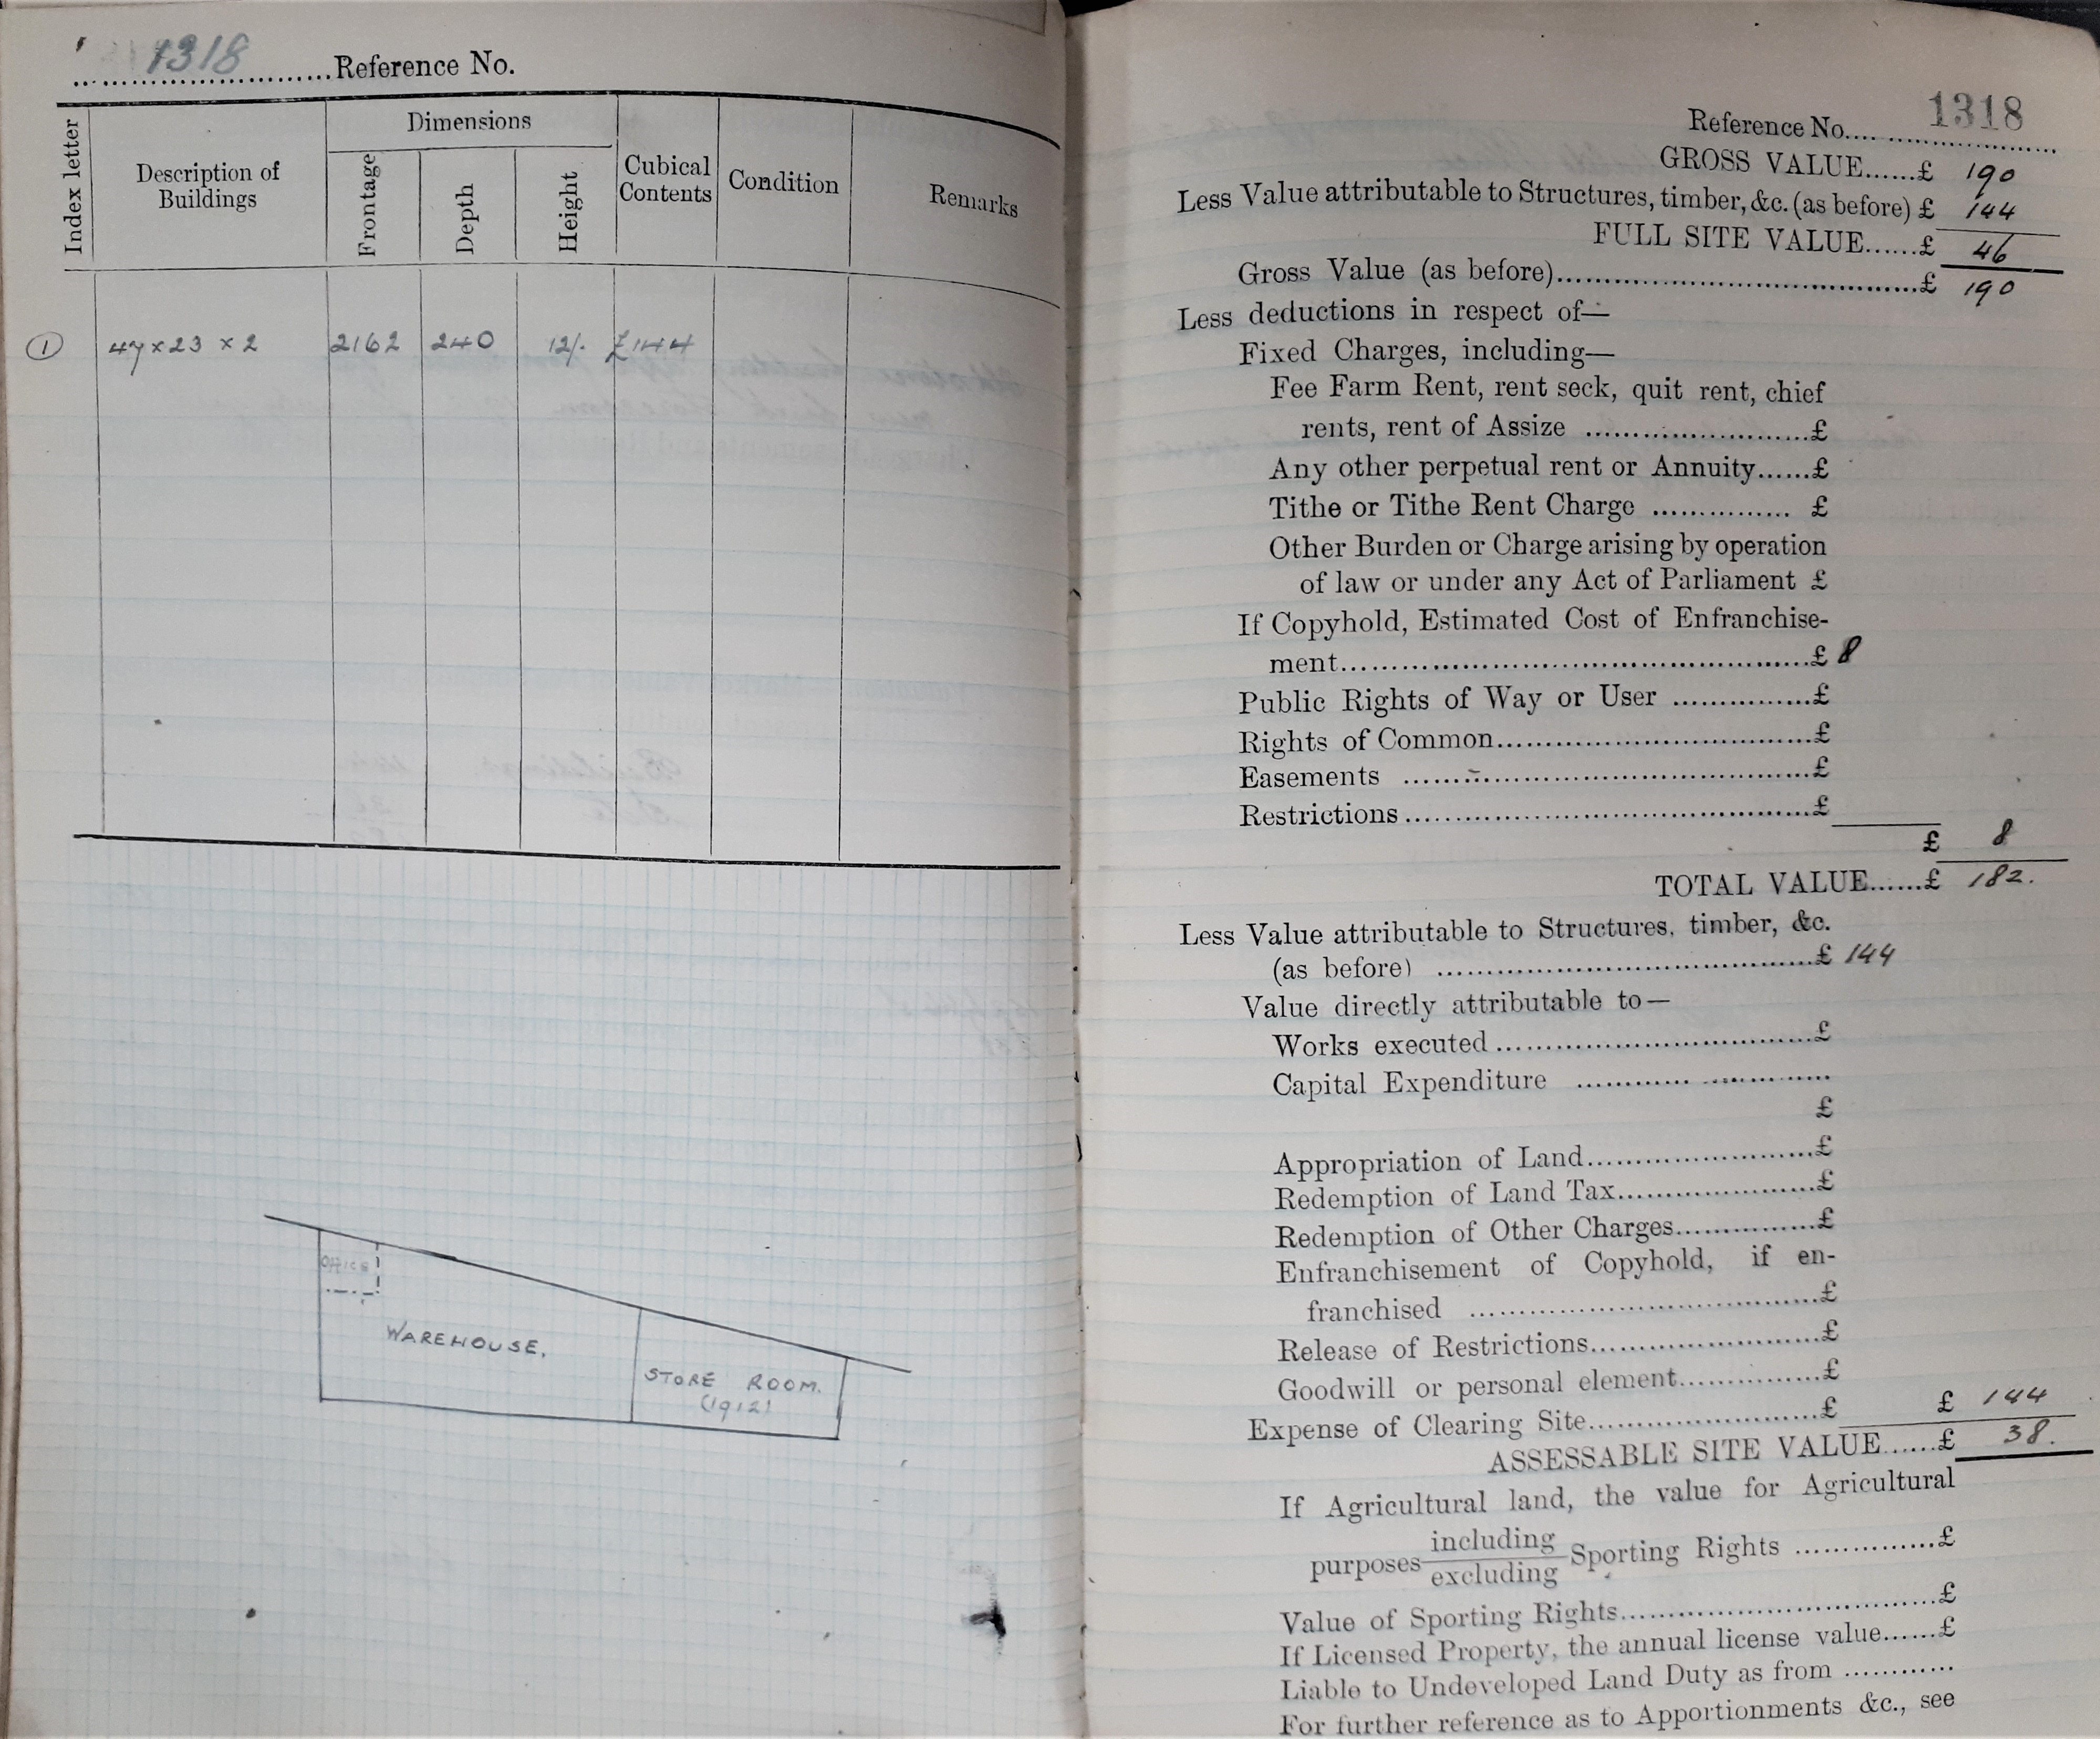 1318 Reference No.
Index letter
Description of Buildings
Dimensions
Frontage
Depth
Height
Cubical Contents
Condition
Remarks
① 47 × 23 × 2 2162 240 12/- £144
OFFICE
WAREHOUSE.
STORE ROOM.
(1912)
Reference No.... 1318
GROSS VALUE......£ 190
Less Value attributable to Structures, timber, &c. (as before) £ 144
FULL SITE VALUE......£ 46
Gross Value (as before)......£ 190
Less deductions in respect of—
Fixed Charges, including—
Fee Farm Rent, rent seck, quit rent, chief
rents, rent of Assize ......£
Any other perpetual rent or Annuity......£
Tithe or Tithe Rent Charge ...... £
Other Burden or Charge arising by operation
of law or under any Act of Parliament £
If Copyhold, Estimated Cost of Enfranchise-
ment......£ 8
Public Rights of Way or User ......£
Rights of Common......£
Easements ......£
Restrictions......£
£ 8
TOTAL VALUE......£ 182.
Less Value attributable to Structures, timber, &c.
(as before) ......£ 144
Value directly attributable to—
Works executed......£
Capital Expenditure ......
£
Appropriation of Land......£
Redemption of Land Tax......£
Redemption of Other Charges......£
Enfranchisement of Copyhold, if en-
franchised ......£
Release of Restrictions......£
Goodwill or personal element......£
Expense of Clearing Site......£ £ 144
ASSESSABLE SITE VALUE......£ 38.
If Agricultural land, the value for Agricultural
purposes including
excluding Sporting Rights ......£
Value of Sporting Rights......£
If Licensed Property, the annual license value......£
Liable to Undeveloped Land Duty as from ......
For further reference as to Apportionments &c., see